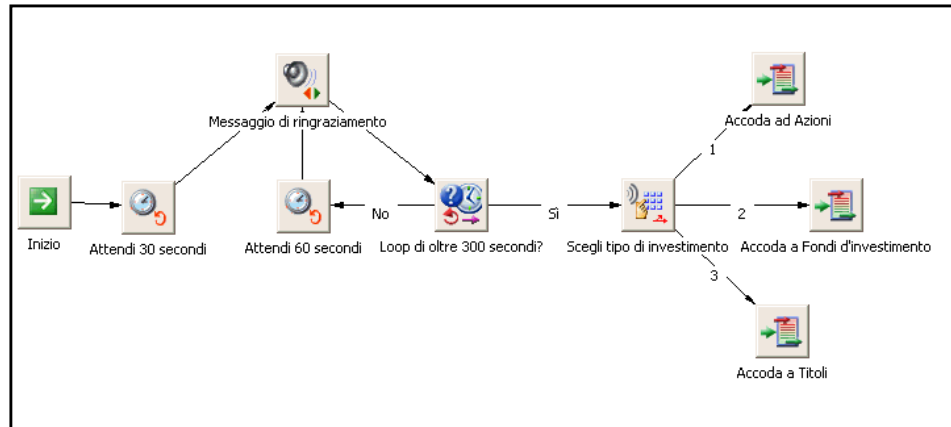 Accoda ad Azioni
Messaggio di ringraziamento
1
Inizio
Attendi 30 secondi
Attendi 60 secondi
No
Loop di oltre 300 secondi?
Sì
Scegli tipo di investimento
2
Accoda a Fondi d'investimento
3
Accoda a Titoli